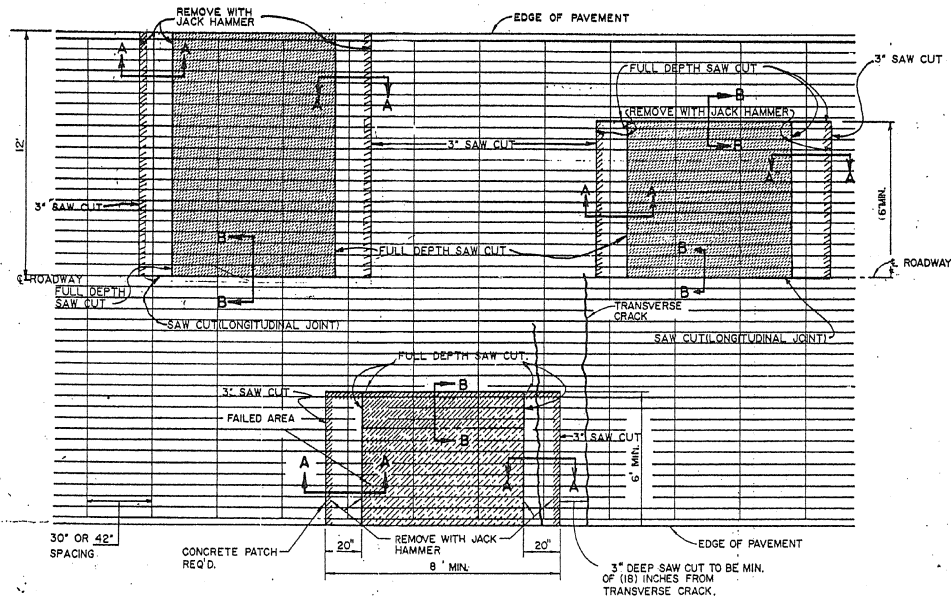 REMOVE WITH
JACK HAMMER
EDGE OF PAVEMENT
A A
A A
12'
FULL DEPTH SAW CUT
3" SAW CUT
B
REMOVE WITH JACK HAMMER
B
3" SAW CUT
A A
A A
(6'MIN.
3" SAW CUT
B
FULL DEPTH SAW CUT
B
℄ ROADWAY
℄ ROADWAY
FULL DEPTH
SAW CUT
B
B
SAW CUT(LONGITUDINAL JOINT)
TRANSVERSE
CRACK
SAW CUT(LONGITUDINAL JOINT)
FULL DEPTH SAW CUT.
3" SAW CUT
B
FAILED AREA
B
3" SAW CUT
6' MIN.
A A
A A
30" OR 42"
SPACING
CONCRETE PATCH
REQ'D.
20"
REMOVE WITH JACK
HAMMER
20"
8' MIN.
EDGE OF PAVEMENT
3" DEEP SAW CUT TO BE MIN.
OF (18) INCHES FROM
TRANSVERSE CRACK.